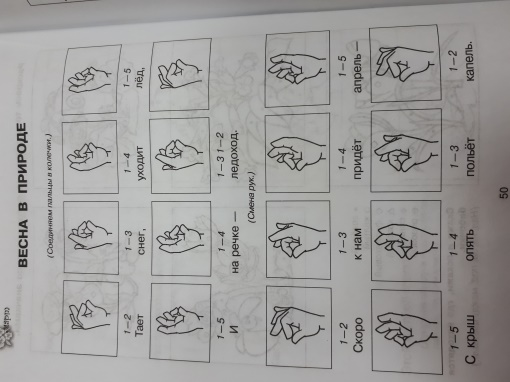 ВЕСНА В ПРИРОДЕ
(Соединяем пальцы в колечки.)
1–2 1–3 1–4 1–5
Тает снег, уходит лёд,
1–5 1–4 1–3 1–2
И на речке — ледоход.
(Смена рук.)
1–2 1–3 1–4 1–5
Скоро к нам придёт апрель —
1–5 1–4 1–3 1–2
С крыш опять польёт капель.
50